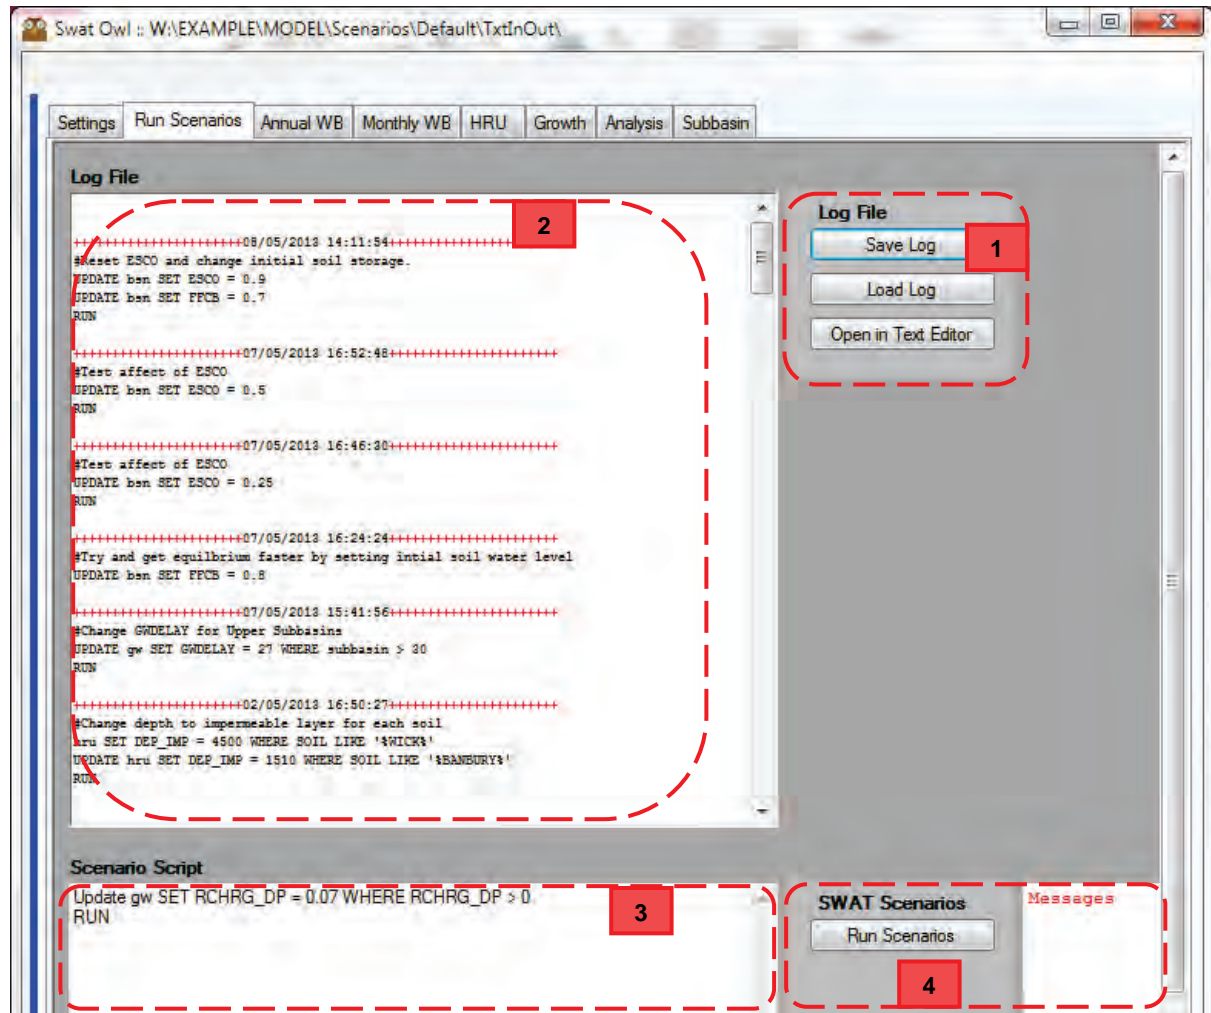 Swat Owl :: W:\EXAMPLE\MODEL\Scenarios\Default\TxtInOut\
Settings Run Scenarios Annual WB Monthly WB HRU Growth Analysis Subbasin
Log File
++++++++++++++++++++08/05/2013 14:11:54++++++++++++++++
#Reset ESCO and change initial soil storage.
UPDATE bsn SET ESCO = 0.9
UPDATE bsn SET FFCB = 0.7
RUN
++++++++++++++++++++07/05/2013 16:52:48++++++++++++++++++++
#Test affect of ESCO
UPDATE bsn SET ESCO = 0.5
RUN
++++++++++++++++++++07/05/2013 16:46:30++++++++++++++++++++
#Test affect of ESCO
UPDATE bsn SET ESCO = 0.25
RUN
++++++++++++++++++++07/05/2013 16:24:24++++++++++++++++++++
#Try and get equilbrium faster by setting intial soil water level
UPDATE bsn SET FFCB = 0.8
++++++++++++++++++++07/05/2013 15:41:56++++++++++++++++++++
#Change GWDELAY for Upper Subbasins
UPDATE gw SET GWDELAY = 27 WHERE subbasin > 30
RUN
++++++++++++++++++++02/05/2013 16:50:27++++++++++++++++++++
#Change depth to impermeable layer for each soil
hru SET DEP_IMP = 4500 WHERE SOIL LIKE '%WICK%'
UPDATE hru SET DEP_IMP = 1510 WHERE SOIL LIKE '%BANBURY%'
RUN
2
Log File
Save Log
1
Load Log
Open in Text Editor
Scenario Script
Update gw SET RCHRG_DP = 0.07 WHERE RCHRG_DP > 0
RUN
3
SWAT Scenarios
Run Scenarios
4
Messages